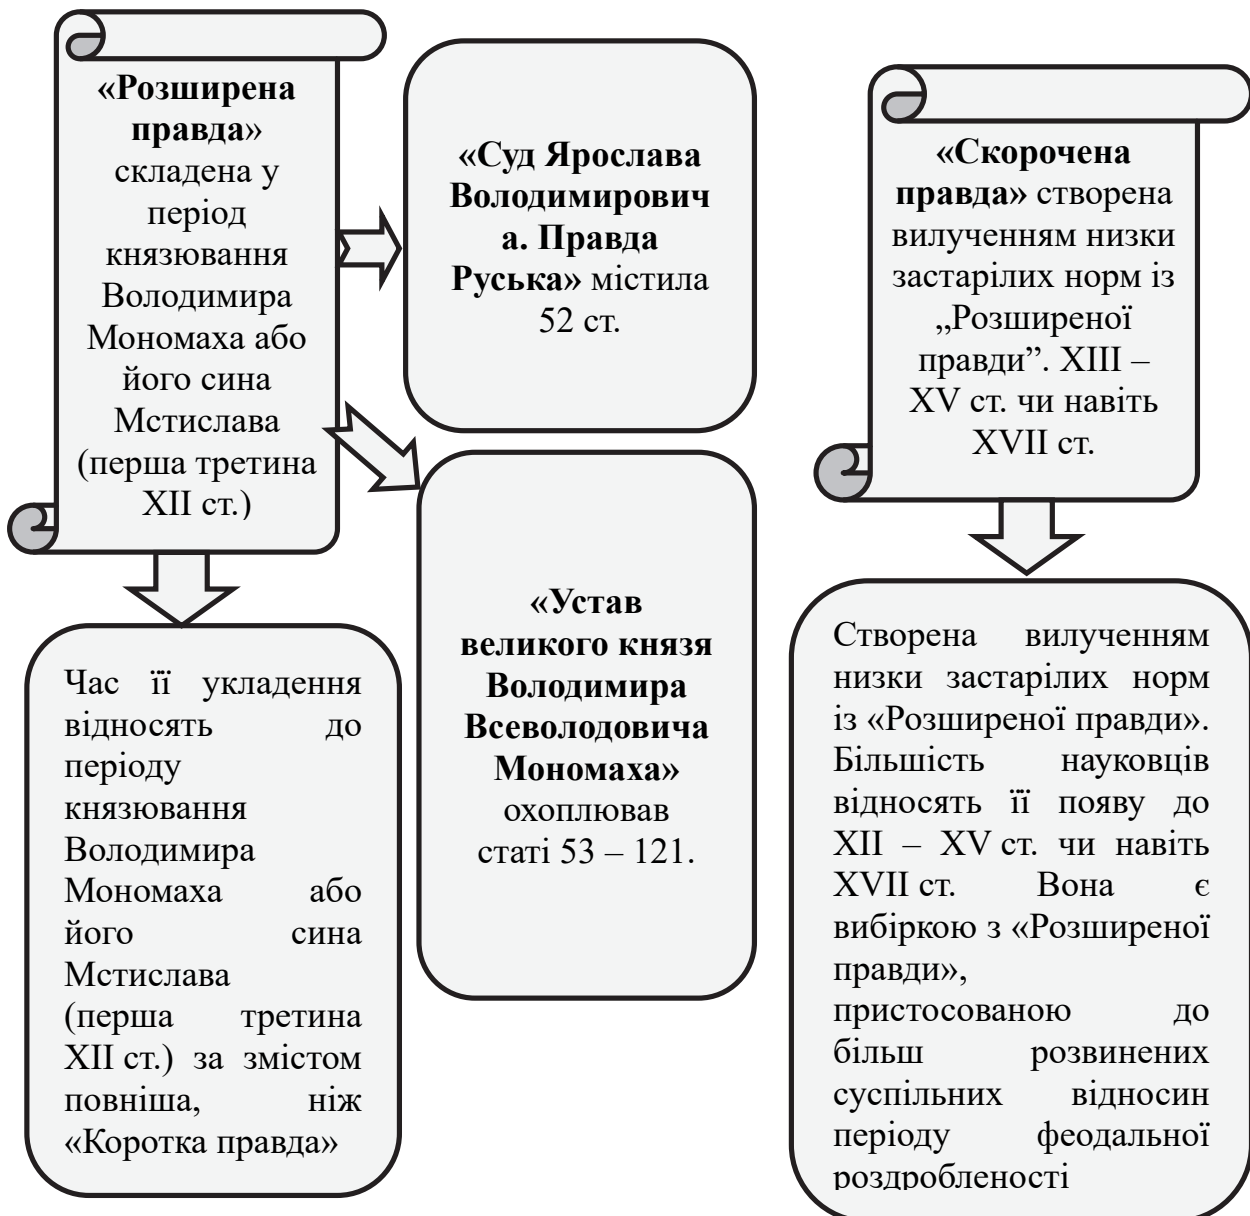 «Розширена
правда»
складена у
період
князювання
Володимира
Мономаха або
його сина
Мстислава
(перша третина
XII ст.)
«Суд Ярослава
Володимирович
а. Правда
Руська» містила
52 ст.
«Скорочена
правда» створена
вилученням низки
застарілих норм із
„Розширеної
правди”. XIII –
XV ст. чи навіть
XVII ст.
«Устав
великого князя
Володимира
Всеволодовича
Мономаха»
охоплював
статі 53 – 121.
Час її укладення
відносять до
періоду
князювання
Володимира
Мономаха або
його сина
Мстислава
(перша третина
XII ст.) за змістом
повніша, ніж
«Коротка правда»
Створена вилученням
низки застарілих норм
із «Розширеної правди».
Більшість науковців
відносять її появу до
XII – XV ст. чи навіть
XVII ст. Вона є
вибіркою з «Розширеної
правди»,
пристосованою до
більш розвинених
суспільних відносин
періоду феодальної
роздробленості